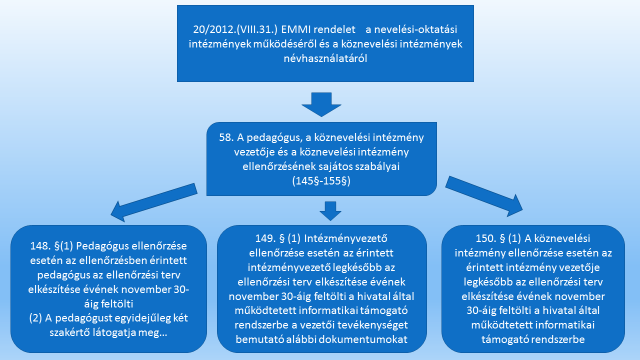 20/2012.(VIII.31.) EMMI rendelet a nevelési-oktatási
intézmények működéséről és a köznevelési intézmények
névhasználatáról
58. A pedagógus, a köznevelési intézmény
vezetője és a köznevelési intézmény
ellenőrzésének sajátos szabályai
(145§-155§)
148. §(1) Pedagógus ellenőrzése
esetén az ellenőrzésben érintett
pedagógus az ellenőrzési terv
elkészítése évének november 30-
áig feltölti
(2) A pedagógust egyidejűleg két
szakértő látogatja meg…
149. § (1) Intézményvezető
ellenőrzése esetén az érintett
intézményvezető legkésőbb az
ellenőrzési terv elkészítése évének
november 30-áig feltölti a hivatal által
működtetett informatikai támogató
rendszerbe a vezetői tevékenységet
bemutató alábbi dokumentumokat
150. § (1) A köznevelési
intézmény ellenőrzése esetén az
érintett intézmény vezetője
legkésőbb az ellenőrzési terv
elkészítése évének november
30-áig feltölti a hivatal által
működtetett informatikai
támogató rendszerbe